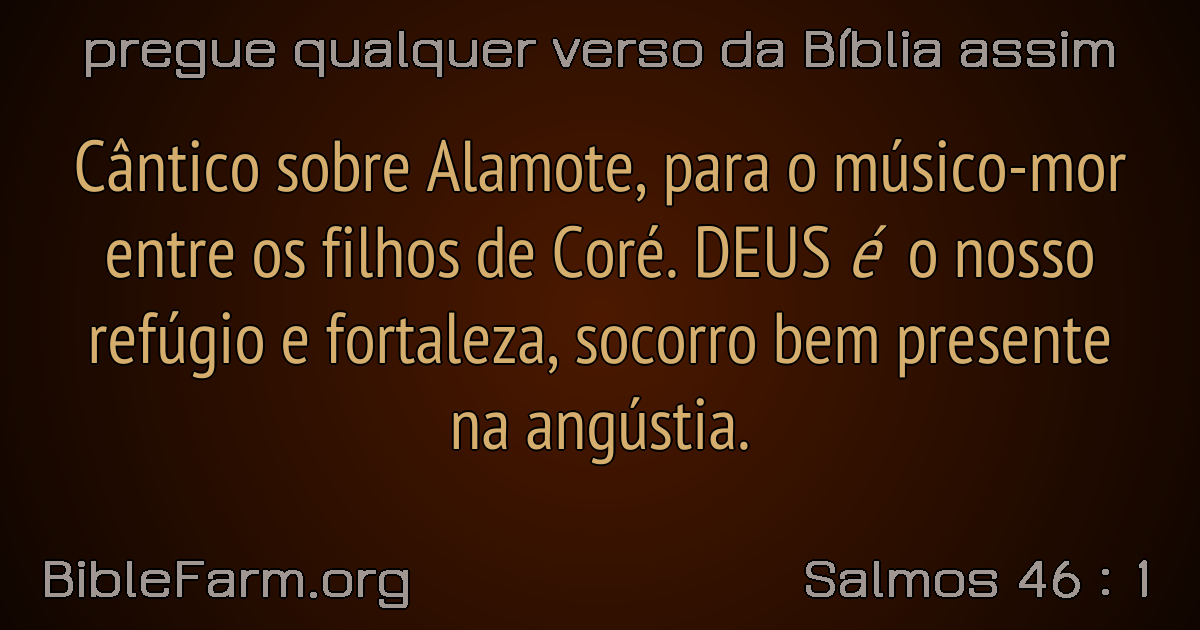 pregue qualquer verso da Bíblia assim
Cântico sobre Alamote, para o músico-mor
entre os filhos de Coré. DEUS é o nosso
refúgio e fortaleza, socorro bem presente
na angústia.
BibleFarm.org
Salmos 46 : 1